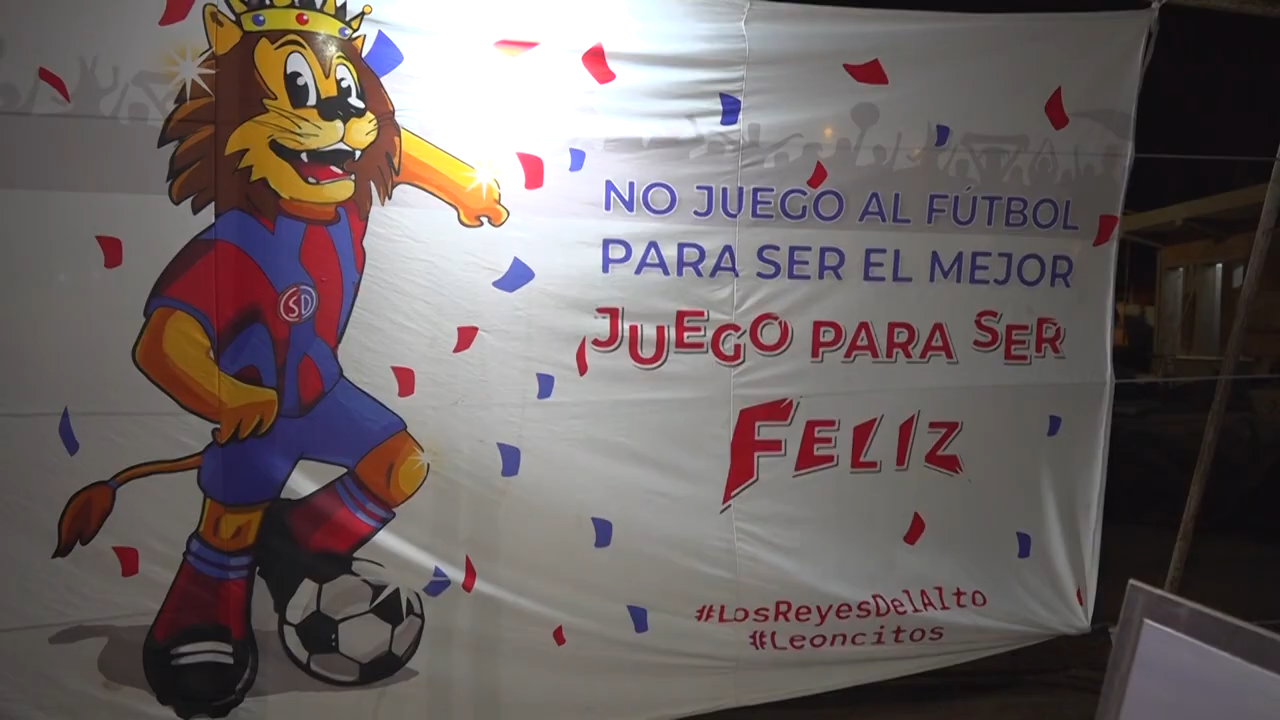 SD
NO JUEGO AL FÚTBOL
PARA SER EL MEJOR
JUEGO PARA SER
FELIZ
#LosReyesDelAlto
#Leoncitos